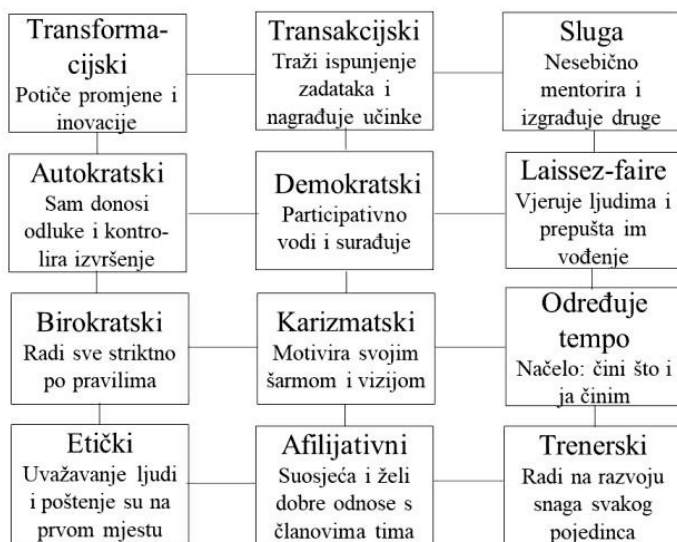 Transforma-
cijski
Potiče promjene i
inovacije
Transakcijski
Traži ispunjenje
zadataka i
nagrađuje učinke
Sluga
Nesebično
mentorira i
izgrađuje druge
Autokratski
Sam donosi
odluke i kontro-
lira izvršenje
Demokratski
Participativno
vodi i surađuje
Laissez-faire
Vjeruje ljudima i
prepušta im
vođenje
Birokratski
Radi sve striktno
po pravilima
Karizmatski
Motivira svojim
šarmom i vizijom
Određuje
tempo
Načelo: čini što i
ja činim
Etički
Uvažavanje ljudi
i poštenje su na
prvom mjestu
Afilijativni
Suosjeća i želi
dobre odnose s
članovima tima
Trenerski
Radi na razvoju
snaga svakog
pojedinca